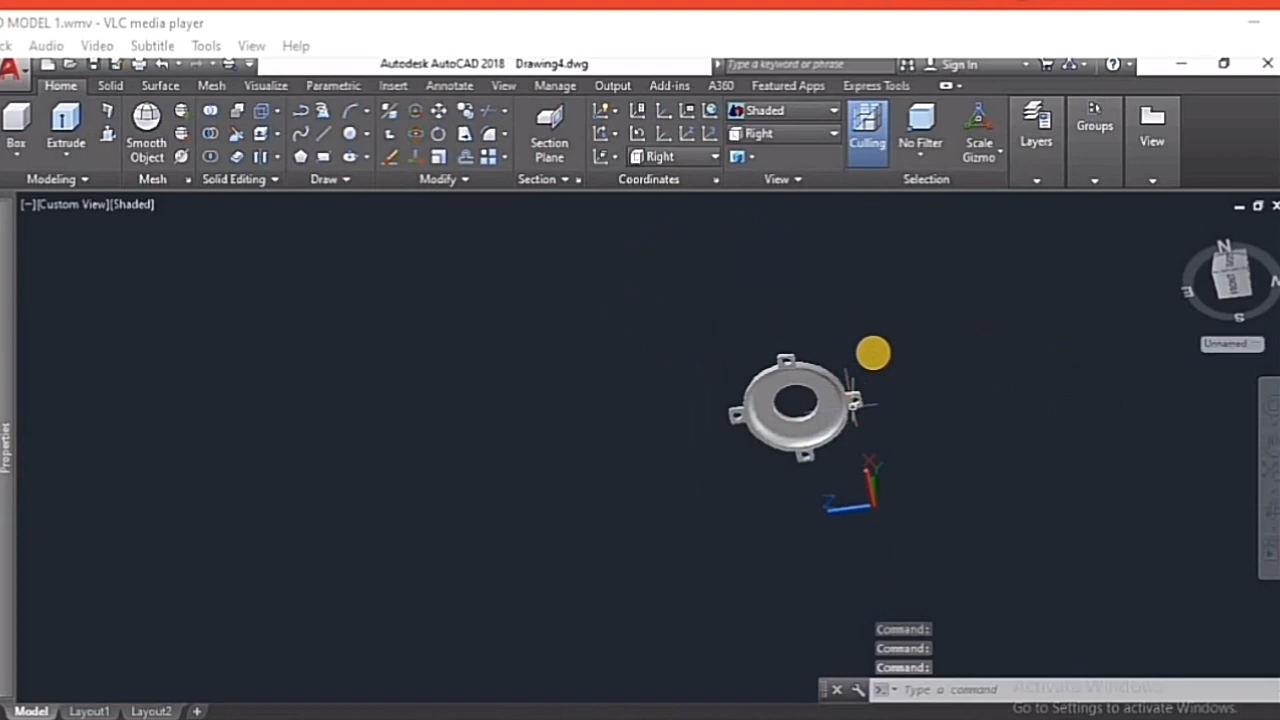 D MODEL 1.wmv - VLC media player
ck Audio Video Subtitle Tools View Help
Autodesk AutoCAD 2018 Drawing4.dwg Type a keyword or phrase Sign In
Home Solid Surface Mesh Visualize Parametric Insert Annotate View Manage Output Add-ins A360 Featured Apps Express Tools
Box Extrude Smooth Object Section Plane Shaded Right Right Culling No Filter Scale Gizmo Layers Groups View
Modeling Mesh Solid Editing Draw Modify Section Coordinates View Selection
[−][Custom View][Shaded]
N
E
FRONT
S
Unnamed
Properties
X Y
Z
Command:
Command:
Command:
Type a command
Activate Windows
Go to Settings to activate Windows.
Model Layout1 Layout2 +